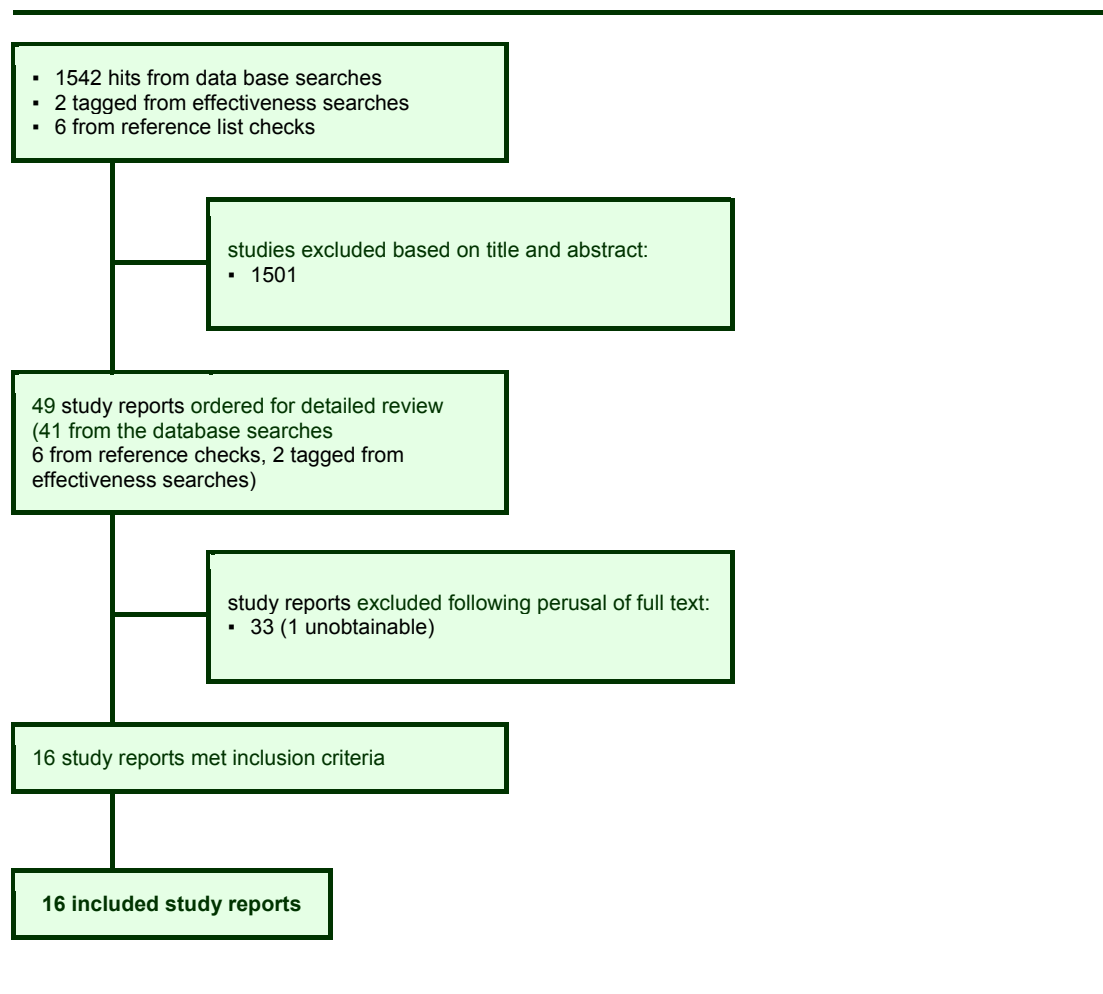 ▪ 1542 hits from data base searches
▪ 2 tagged from effectiveness searches
▪ 6 from reference list checks
studies excluded based on title and abstract:
▪ 1501
49 study reports ordered for detailed review
(41 from the database searches
6 from reference checks, 2 tagged from
effectiveness searches)
study reports excluded following perusal of full text:
▪ 33 (1 unobtainable)
16 study reports met inclusion criteria
16 included study reports